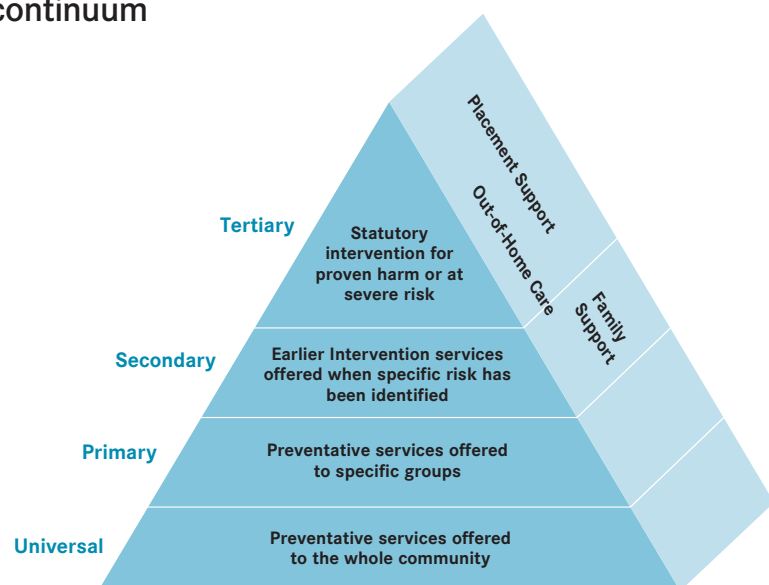 continuum
Placement Support
Out-of-Home Care
Tertiary
Statutory
intervention for
proven harm or at
severe risk
Family
Support
Secondary
Earlier Intervention services
offered when specific risk has
been identified
Primary
Preventative services offered
to specific groups
Universal
Preventative services offered
to the whole community